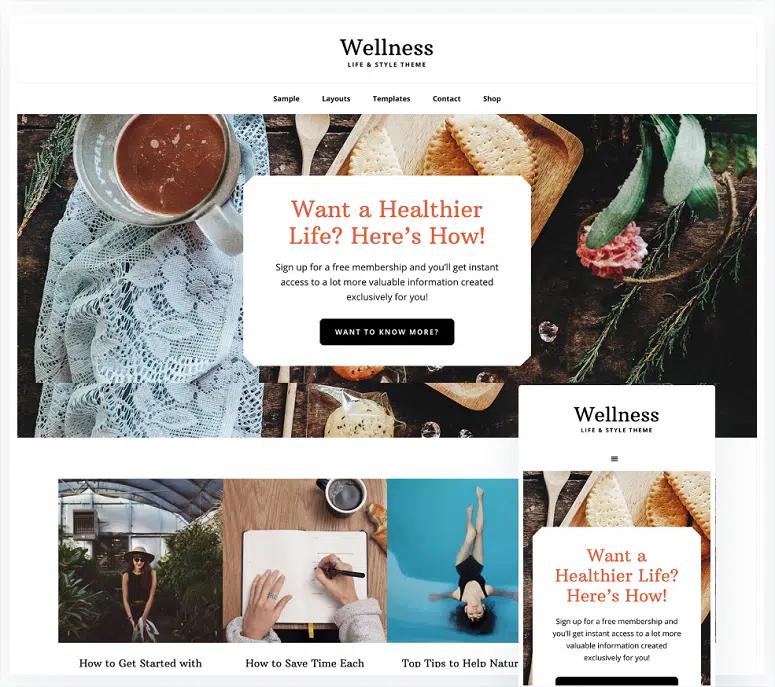 Wellness
LIFE & STYLE THEME
Sample Layouts Templates Contact Shop
Want a Healthier
Life? Here's How!
Sign up for a free membership and you'll get instant
access to a lot more valuable information created
exclusively for you!
WANT TO KNOW MORE?
How to Get Started with
How to Save Time Each
Top Tips to Help Natur
Wellness
LIFE & STYLE THEME
Want a
Healthier Life?
Here's How!
Sign up for a free membership and
you'll get instant access to a lot more
valuable information created
exclusively for you!